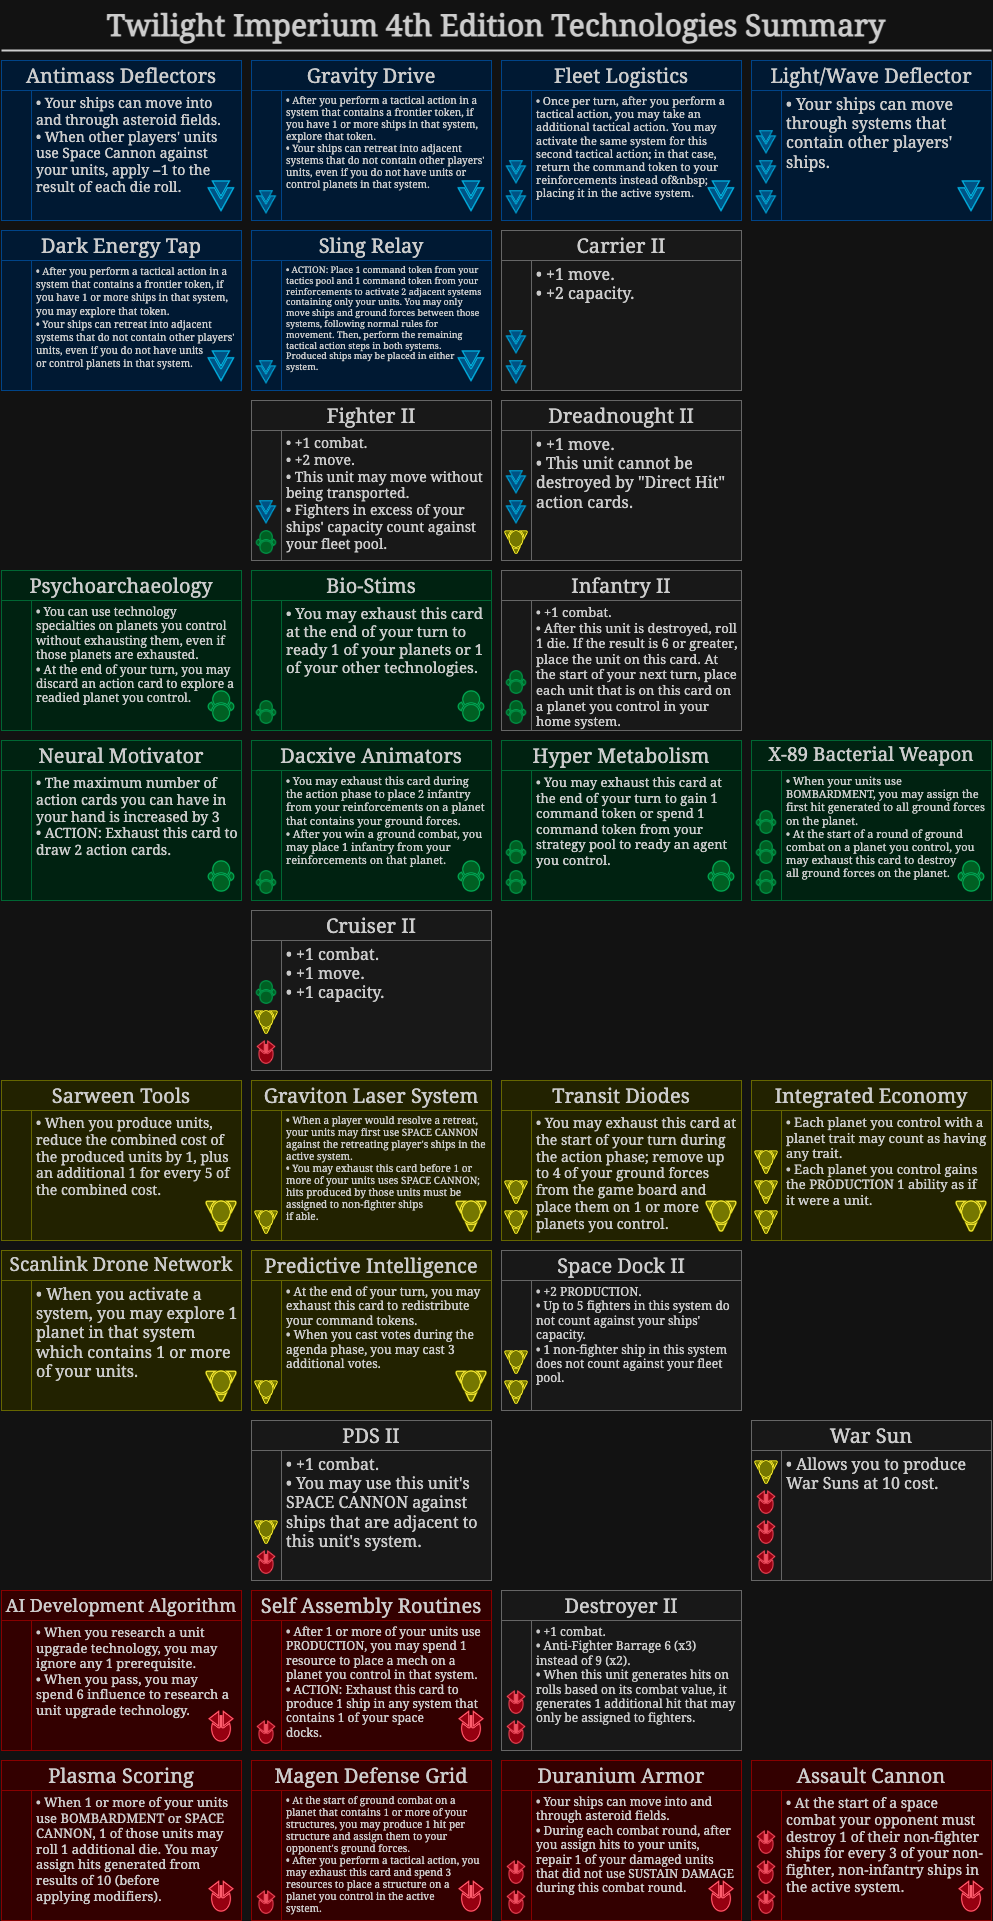 Twilight Imperium 4th Edition Technologies Summary
Antimass Deflectors
• Your ships can move into
and through asteroid fields.
• When other players' units
use Space Cannon against
your units, apply –1 to the
result of each die roll.
Gravity Drive
• After you perform a tactical action in a
system that contains a frontier token, if
you have 1 or more ships in that system,
explore that token.
• Your ships can retreat into adjacent
systems that do not contain other players'
units, even if you do not have units or
control planets in that system.
Fleet Logistics
• Once per turn, after you perform a
tactical action, you may take an
additional tactical action. You may
activate the same system for this
second tactical action; in that case,
return the command token to your
reinforcements instead of&nbsp;
placing it in the active system.
Light/Wave Deflector
• Your ships can move
through systems that
contain other players'
ships.
Dark Energy Tap
• After you perform a tactical action in a
system that contains a frontier token, if
you have 1 or more ships in that system,
you may explore that token.
• Your ships can retreat into adjacent
systems that do not contain other players'
units, even if you do not have units
or control planets in that system.
Sling Relay
• ACTION: Place 1 command token from your
tactics pool and 1 command token from your
reinforcements to activate 2 adjacent systems
containing only your units. You may only
move ships and ground forces between those
systems, following normal rules for
movement. Then, perform the remaining
tactical action steps in both systems.
Produced ships may be placed in either
system.
Carrier II
• +1 move.
• +2 capacity.
Fighter II
• +1 combat.
• +2 move.
• This unit may move without
being transported.
• Fighters in excess of your
ships' capacity count against
your fleet pool.
Dreadnought II
• +1 move.
• This unit cannot be
destroyed by "Direct Hit"
action cards.
Psychoarchaeology
• You can use technology
specialties on planets you control
without exhausting them, even if
those planets are exhausted.
• At the end of your turn, you may
discard an action card to explore a
readied planet you control.
Bio-Stims
• You may exhaust this card
at the end of your turn to
ready 1 of your planets or 1
of your other technologies.
Infantry II
• +1 combat.
• After this unit is destroyed, roll
1 die. If the result is 6 or greater,
place the unit on this card. At
the start of your next turn, place
each unit that is on this card on
a planet you control in your
home system.
Neural Motivator
• The maximum number of
action cards you can have in
your hand is increased by 3
• ACTION: Exhaust this card to
draw 2 action cards.
Dacxive Animators
• You may exhaust this card during
the action phase to place 2 infantry
from your reinforcements on a planet
that contains your ground forces.
• After you win a ground combat, you
may place 1 infantry from your
reinforcements on that planet.
Hyper Metabolism
• You may exhaust this card at
the end of your turn to gain 1
command token or spend 1
command token from your
strategy pool to ready an agent
you control.
X-89 Bacterial Weapon
• When your units use
BOMBARDMENT, you may assign the
first hit generated to all ground forces
on the planet.
• At the start of a round of ground
combat on a planet you control, you
may exhaust this card to destroy
all ground forces on the planet.
Cruiser II
• +1 combat.
• +1 move.
• +1 capacity.
Sarween Tools
• When you produce units,
reduce the combined cost of
the produced units by 1, plus
an additional 1 for every 5 of
the combined cost.
Graviton Laser System
• When a player would resolve a retreat,
your units may first use SPACE CANNON
against the retreating player's ships in the
active system.
• You may exhaust this card before 1 or
more of your units uses SPACE CANNON;
hits produced by those units must be
assigned to non-fighter ships
if able.
Transit Diodes
• You may exhaust this card at
the start of your turn during
the action phase; remove up
to 4 of your ground forces
from the game board and
place them on 1 or more
planets you control.
Integrated Economy
• Each planet you control with a
planet trait may count as having
any trait.
• Each planet you control gains
the PRODUCTION 1 ability as if
it were a unit.
Scanlink Drone Network
• When you activate a
system, you may explore 1
planet in that system
which contains 1 or more
of your units.
Predictive Intelligence
• At the end of your turn, you may
exhaust this card to redistribute
your command tokens.
• When you cast votes during the
agenda phase, you may cast 3
additional votes.
Space Dock II
• +2 PRODUCTION.
• Up to 5 fighters in this system do
not count against your ships'
capacity.
• 1 non-fighter ship in this system
does not count against your fleet
pool.
PDS II
• +1 combat.
• You may use this unit's
SPACE CANNON against
ships that are adjacent to
this unit's system.
War Sun
• Allows you to produce
War Suns at 10 cost.
AI Development Algorithm
• When you research a unit
upgrade technology, you may
ignore any 1 prerequisite.
• When you pass, you may
spend 6 influence to research a
unit upgrade technology.
Self Assembly Routines
• After 1 or more of your units use
PRODUCTION, you may spend 1
resource to place a mech on a
planet you control in that system.
• ACTION: Exhaust this card to
produce 1 ship in any system that
contains 1 of your space
docks.
Destroyer II
• +1 combat.
• Anti-Fighter Barrage 6 (x3)
instead of 9 (x2).
• When this unit generates hits on
rolls based on its combat value, it
generates 1 additional hit that may
only be assigned to fighters.
Plasma Scoring
• When 1 or more of your units
use BOMBARDMENT or SPACE
CANNON, 1 of those units may
roll 1 additional die. You may
assign hits generated from
results of 10 (before
applying modifiers).
Magen Defense Grid
• At the start of ground combat on a
planet that contains 1 or more of your
structures, you may produce 1 hit per
structure and assign them to your
opponent's ground forces.
• After you perform a tactical action, you
may exhaust this card and spend 3
resources to place a structure on a
planet you control in the active
system.
Duranium Armor
• Your ships can move into and
through asteroid fields.
• During each combat round, after
you assign hits to your units,
repair 1 of your damaged units
that did not use SUSTAIN DAMAGE
during this combat round.
Assault Cannon
• At the start of a space
combat your opponent must
destroy 1 of their non-fighter
ships for every 3 of your non-
fighter, non-infantry ships in
the active system.